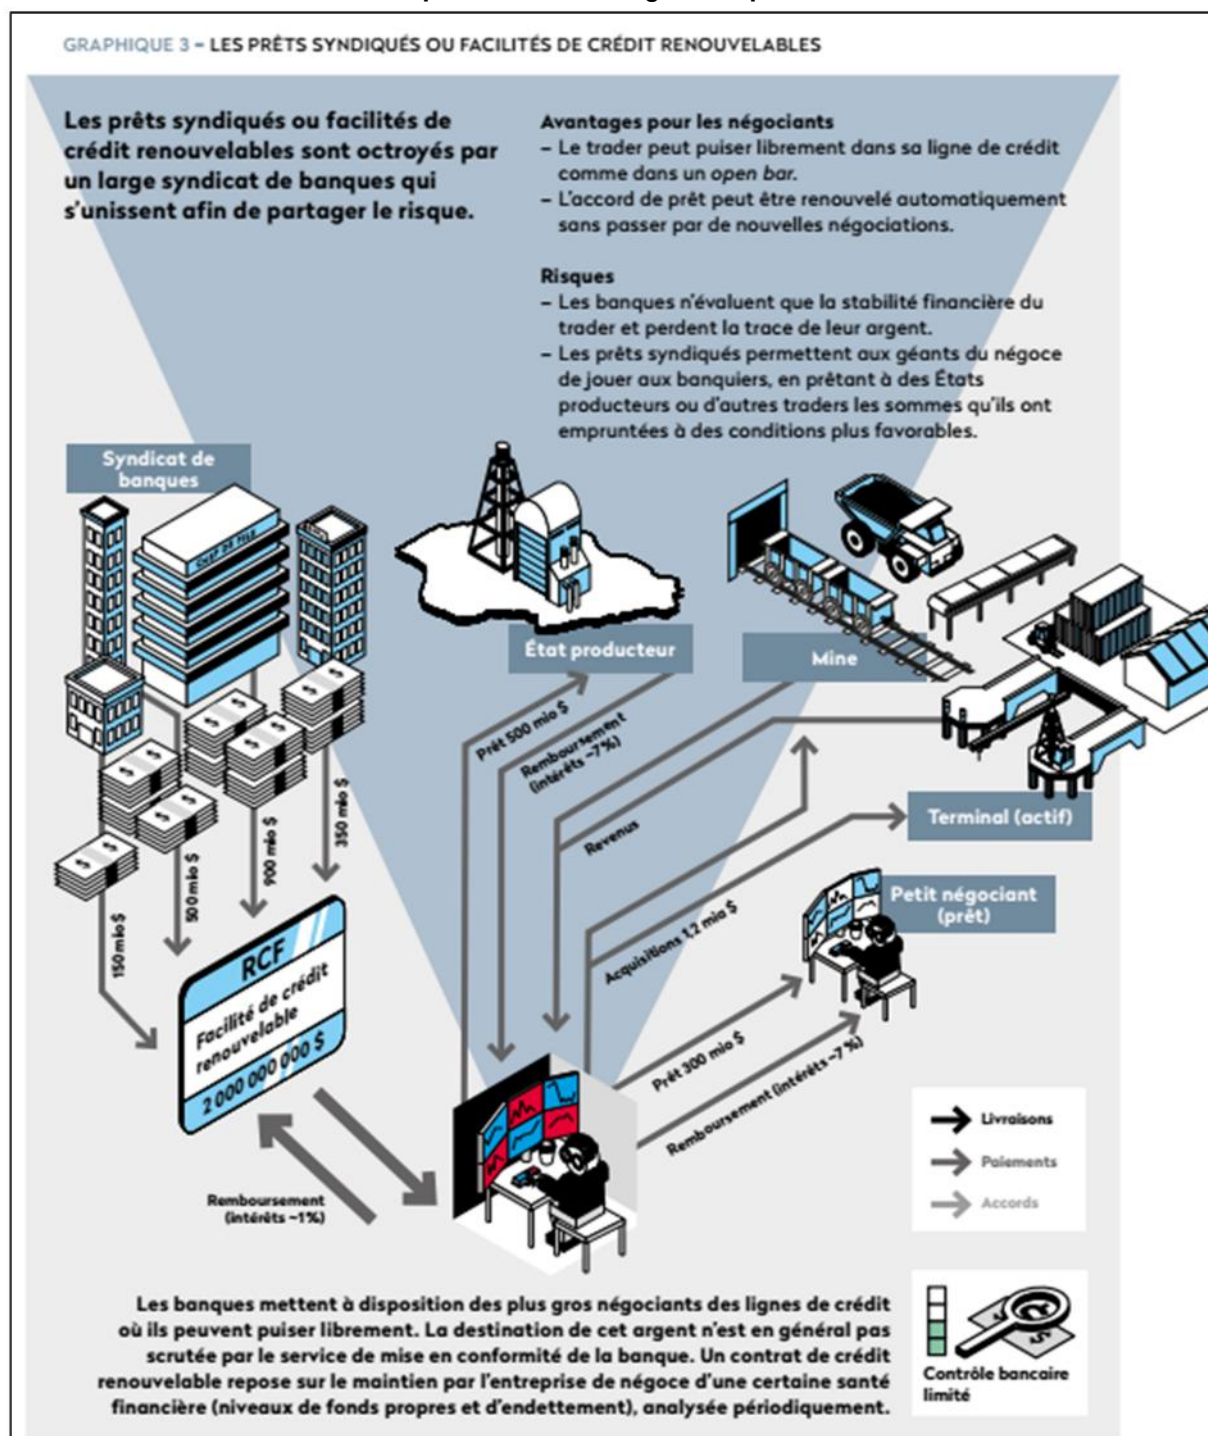 GRAPHIQUE 3 – LES PRÊTS SYNDIQUÉS OU FACILITÉS DE CRÉDIT RENOUVELABLES
Les prêts syndiqués ou facilités de
crédit renouvelables sont octroyés par
un large syndicat de banques qui
s'unissent afin de partager le risque.
Avantages pour les négociants
– Le trader peut puiser librement dans sa ligne de crédit
comme dans un open bar.
– L'accord de prêt peut être renouvelé automatiquement
sans passer par de nouvelles négociations.
Risques
– Les banques n'évaluent que la stabilité financière du
trader et perdent la trace de leur argent.
– Les prêts syndiqués permettent aux géants du négoce
de jouer aux banquiers, en prêtant à des États
producteurs ou d'autres traders les sommes qu'ils ont
empruntées à des conditions plus favorables.
Syndicat de
banques
CHEF DE FILE
État producteur
Mine
Terminal (actif)
Petit négociant
(prêt)
Prêt 500 mio $
Remboursement
(intérêts ~7%)
Revenus
Acquisitions 1,2 mia $
Prêt 300 mio $
Remboursement (intérêts ~7%)
150 mio $
500 mio $
900 mio $
350 mio $
RCF
Facilité de crédit
renouvelable
2 000 000 000 $
Remboursement
(intérêts ~1%)
Livraisons
Paiements
Accords
Les banques mettent à disposition des plus gros négociants des lignes de crédit
où ils peuvent puiser librement. La destination de cet argent n'est en général pas
scrutée par le service de mise en conformité de la banque. Un contrat de crédit
renouvelable repose sur le maintien par l'entreprise de négoce d'une certaine santé
financière (niveaux de fonds propres et d'endettement), analysée périodiquement.
Contrôle bancaire
limité